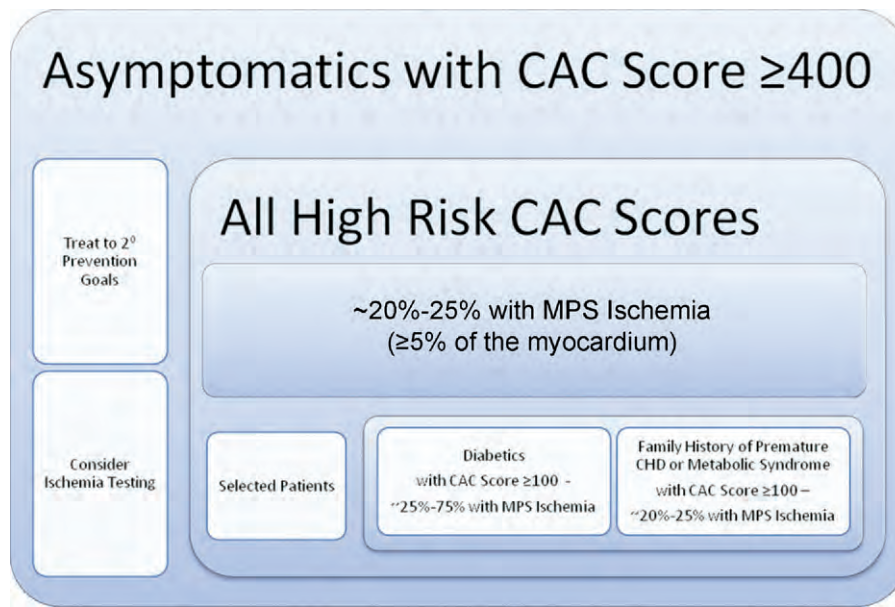 Asymptomatics with CAC Score ≥400
Treat to 2⁰
Prevention
Goals
Consider
Ischemia Testing
All High Risk CAC Scores
~20%-25% with MPS Ischemia
(≥5% of the myocardium)
Selected Patients
Diabetics
with CAC Score ≥100 -
~25%-75% with MPS Ischemia
Family History of Premature
CHD or Metabolic Syndrome
with CAC Score ≥100–
~20%-25% with MPS Ischemia